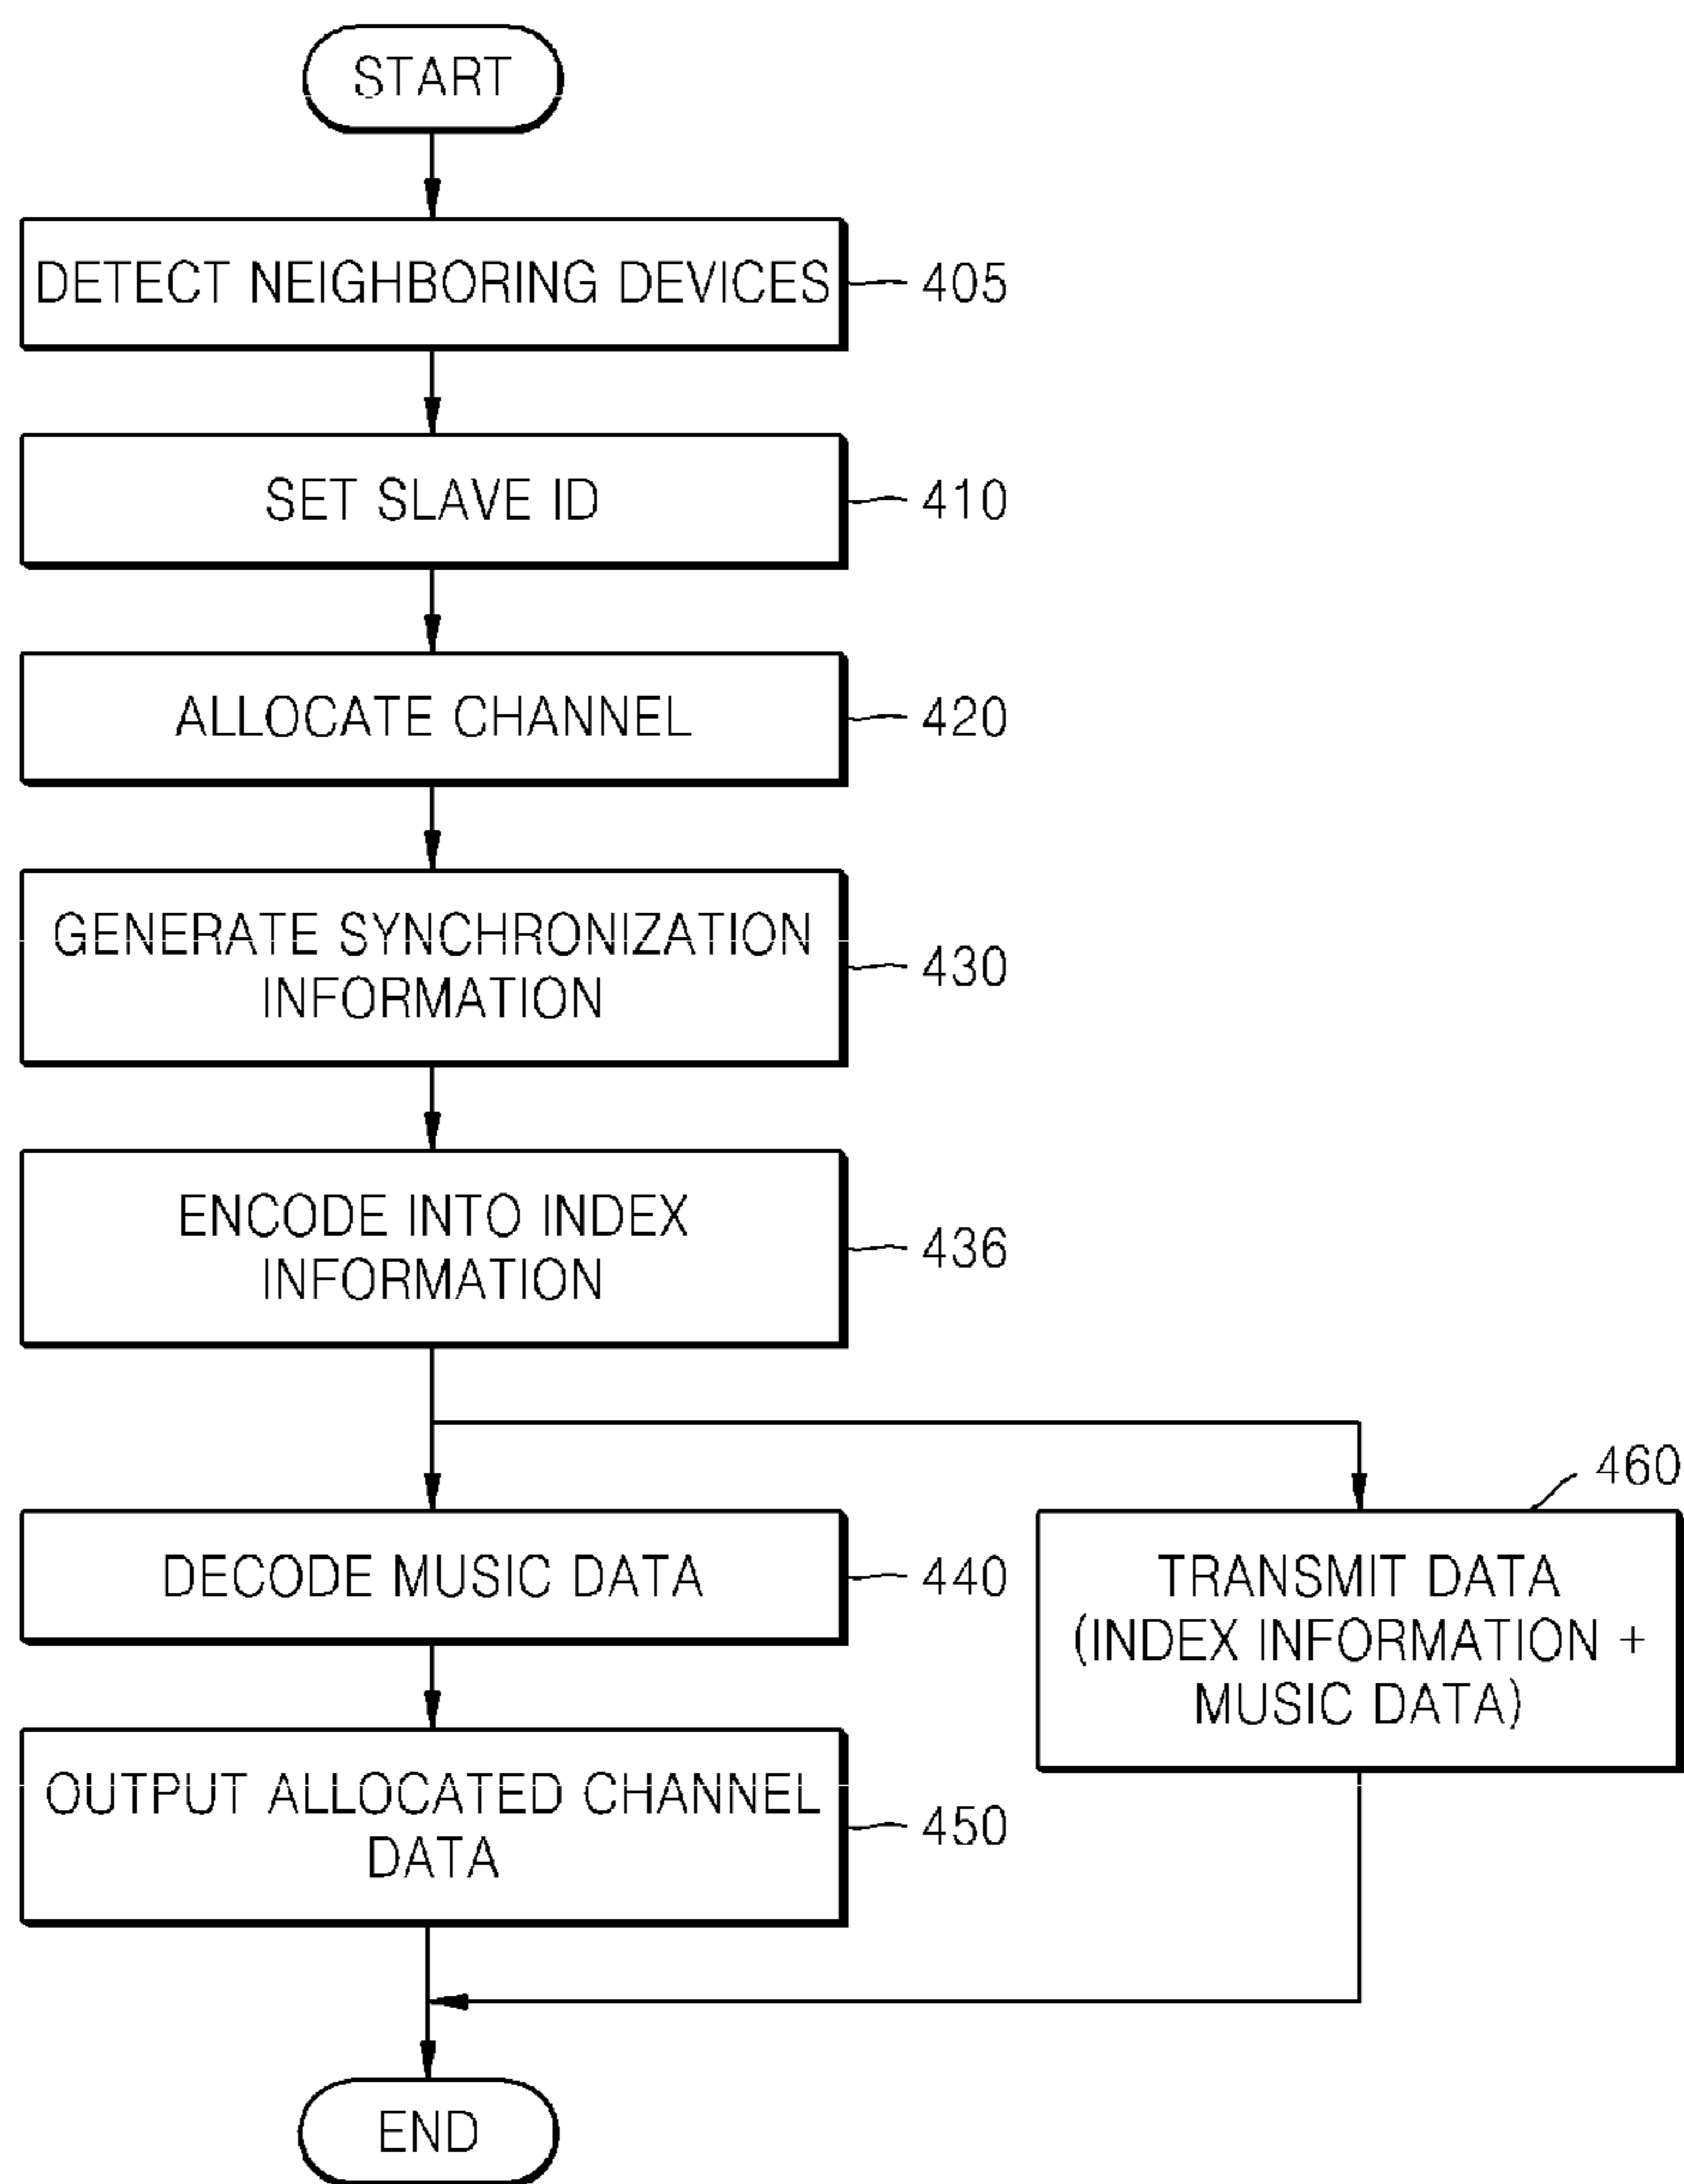 START
DETECT NEIGHBORING DEVICES
405
SET SLAVE ID
410
ALLOCATE CHANNEL
420
GENERATE SYNCHRONIZATION
INFORMATION
430
ENCODE INTO INDEX
INFORMATION
436
DECODE MUSIC DATA
440
460
TRANSMIT DATA
(INDEX INFORMATION +
MUSIC DATA)
OUTPUT ALLOCATED CHANNEL
DATA
450
END